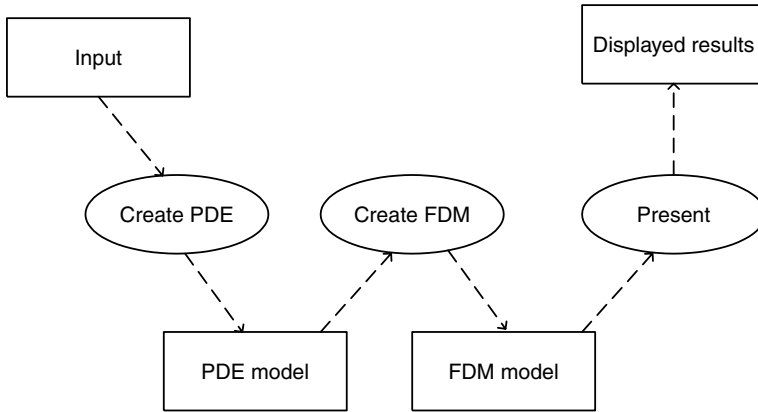 Input
Displayed results
Create PDE
Create FDM
Present
PDE model
FDM model